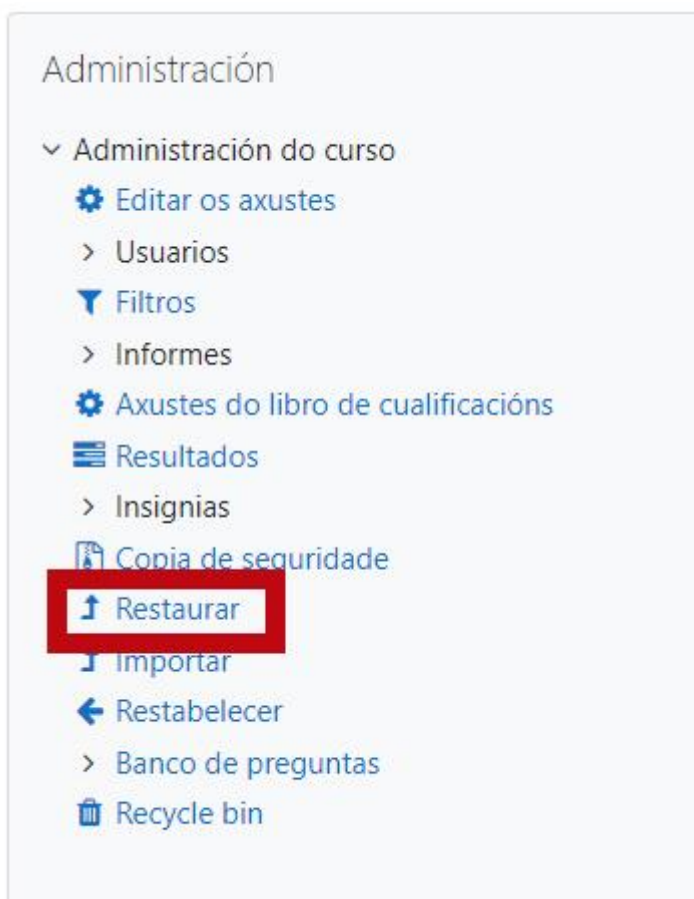 Administración
Administración do curso
Editar os axustes
Usuarios
Filtros
Informes
Axustes do libro de cualificacións
Resultados
Insignias
Copia de seguridade
Restaurar
Importar
Restabelecer
Banco de preguntas
Recycle bin